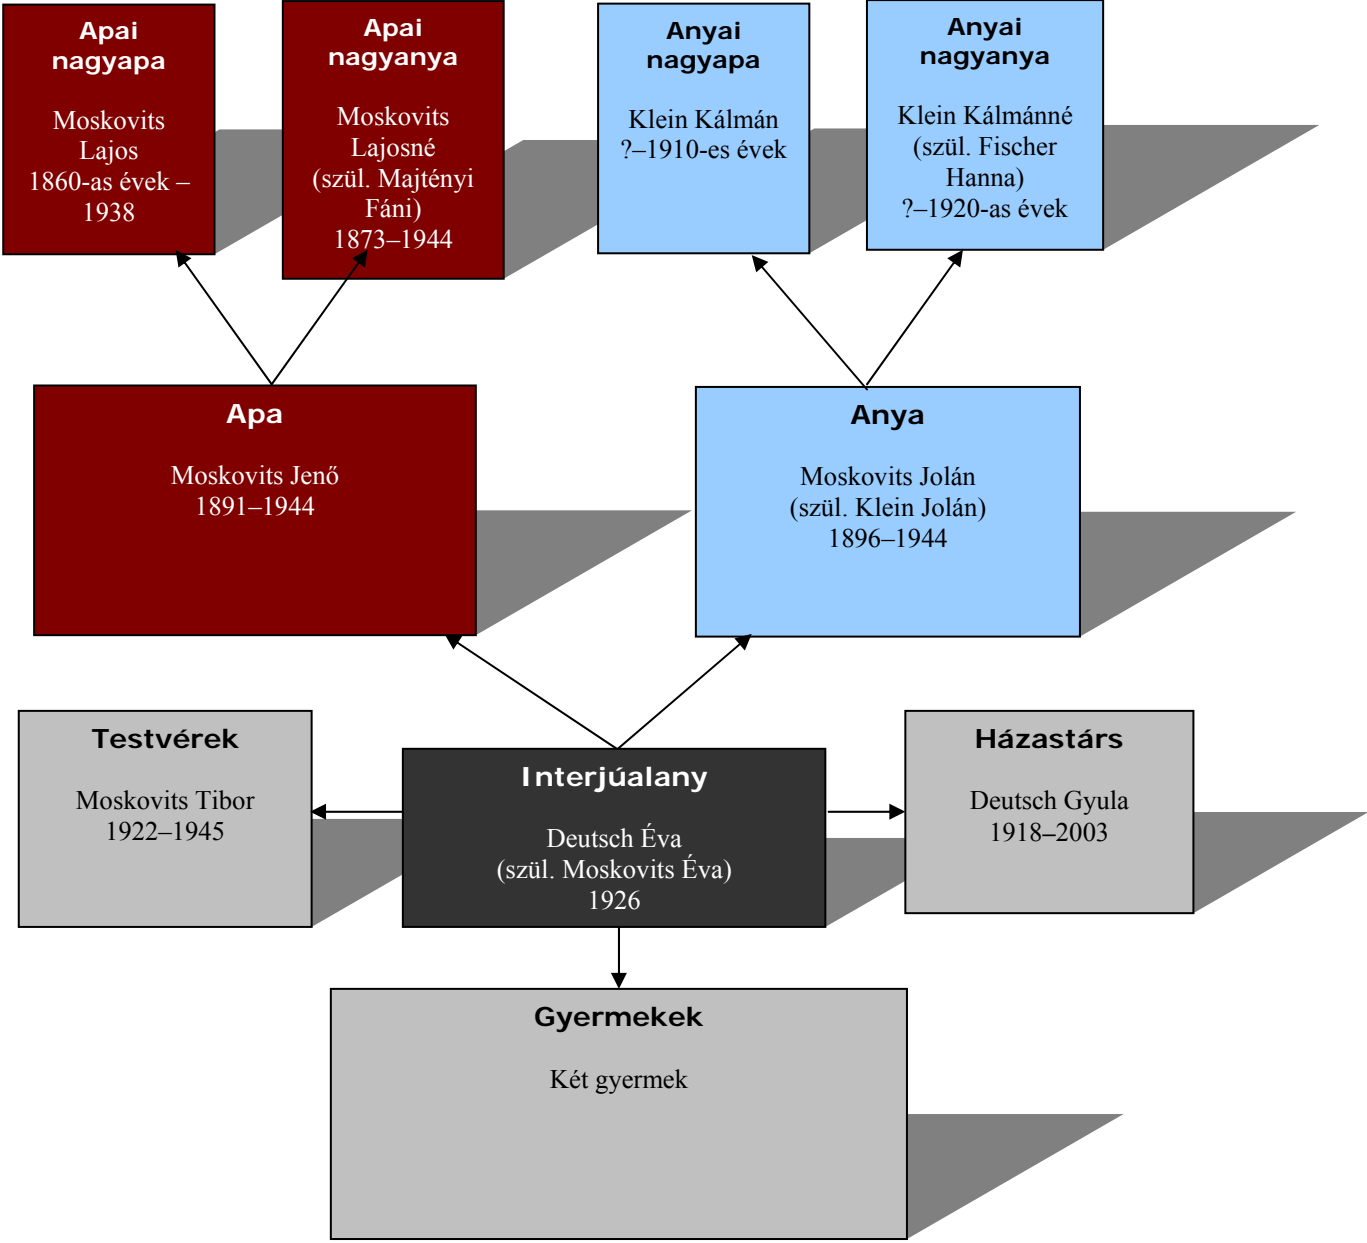 Apai
nagyapa
Moskovits
Lajos
1860-as évek –
1938
Apai
nagyanya
Moskovits
Lajosné
(szül. Majtényi
Fáni)
1873–1944
Anyai
nagyapa
Klein Kálmán
?–1910-es évek
Anyai
nagyanya
Klein Kálmánné
(szül. Fischer
Hanna)
?–1920-as évek
Apa
Moskovits Jenő
1891–1944
Anya
Moskovits Jolán
(szül. Klein Jolán)
1896–1944
Testvérek
Moskovits Tibor
1922–1945
Interjúalany
Deutsch Éva
(szül. Moskovits Éva)
1926
Házastárs
Deutsch Gyula
1918–2003
Gyermekek
Két gyermek